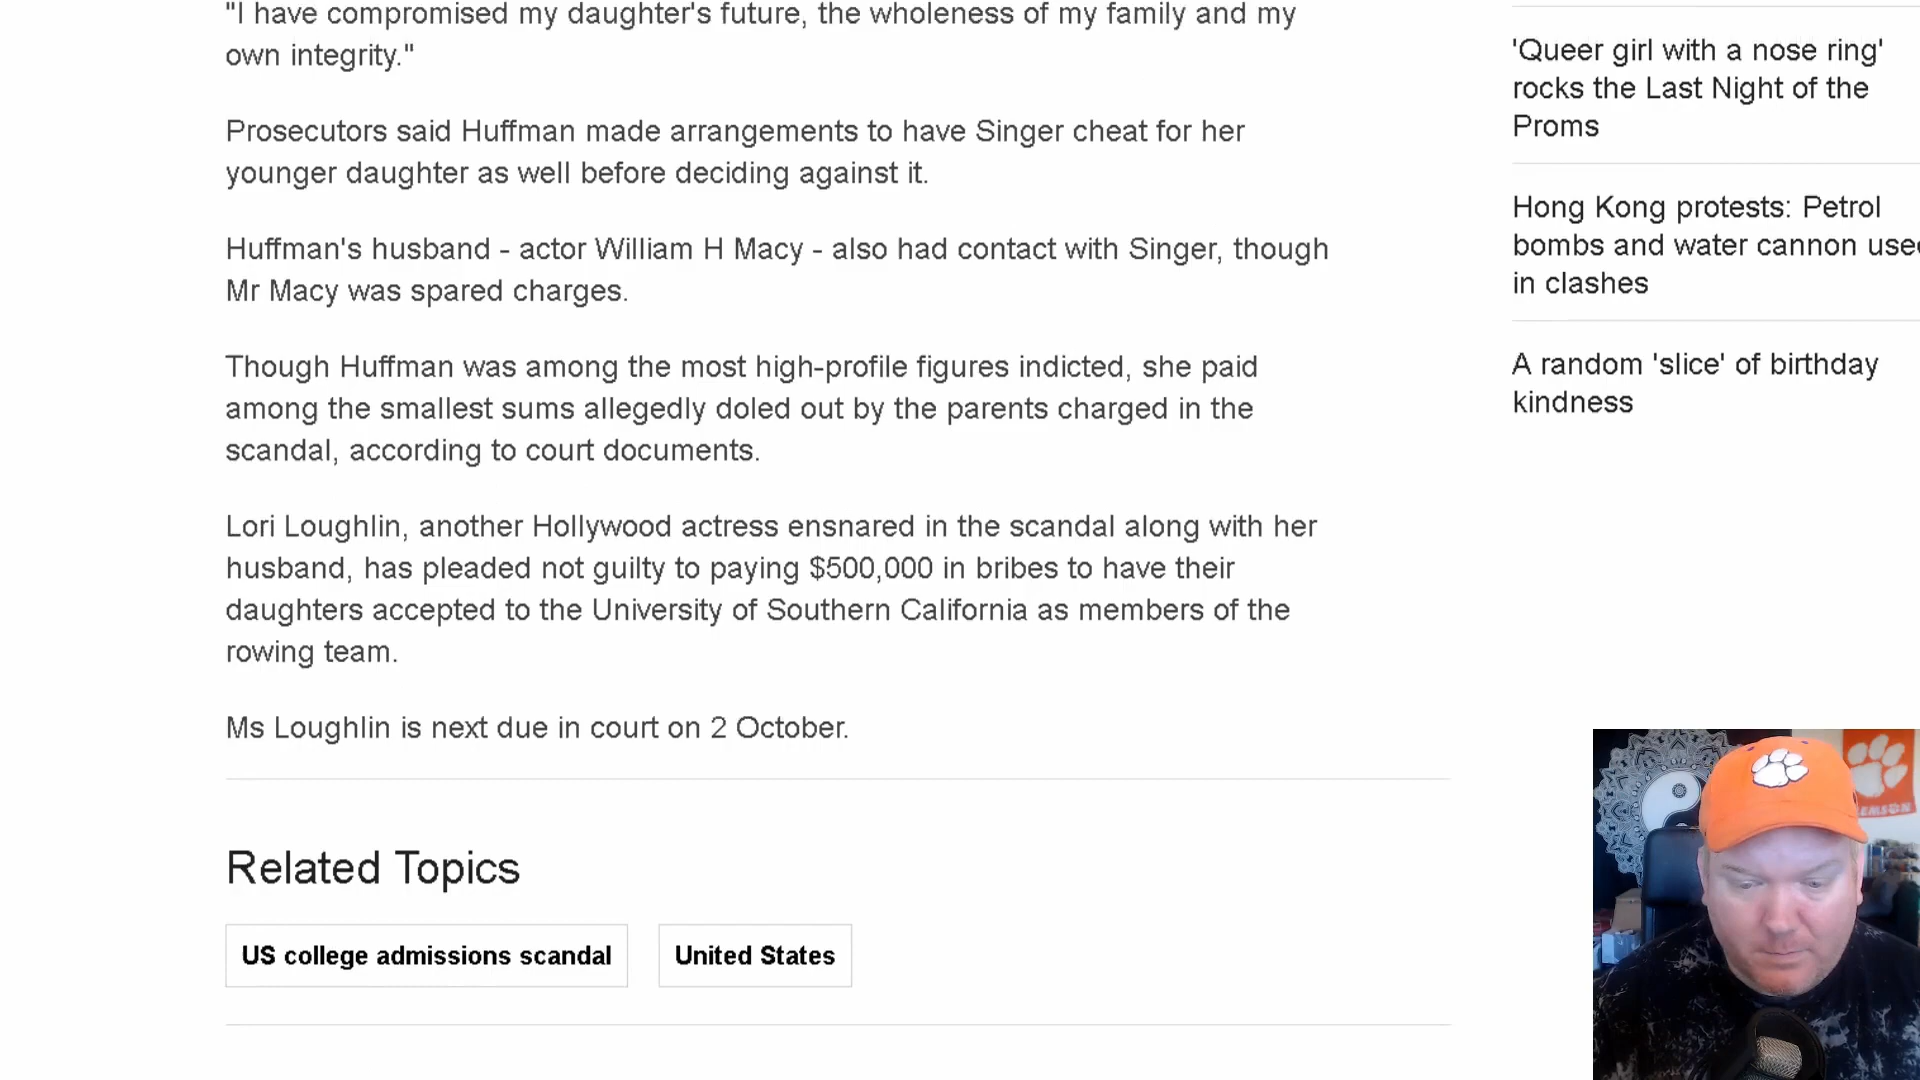 "I have compromised my daughter's future, the wholeness of my family and my
own integrity."
Prosecutors said Huffman made arrangements to have Singer cheat for her
younger daughter as well before deciding against it.
Huffman's husband - actor William H Macy - also had contact with Singer, though
Mr Macy was spared charges.
Though Huffman was among the most high-profile figures indicted, she paid
among the smallest sums allegedly doled out by the parents charged in the
scandal, according to court documents.
Lori Loughlin, another Hollywood actress ensnared in the scandal along with her
husband, has pleaded not guilty to paying $500,000 in bribes to have their
daughters accepted to the University of Southern California as members of the
rowing team.
Ms Loughlin is next due in court on 2 October.
Related Topics
US college admissions scandal
United States
'Queer girl with a nose ring'
rocks the Last Night of the
Proms
Hong Kong protests: Petrol
bombs and water cannon use
in clashes
A random 'slice' of birthday
kindness
EMSON